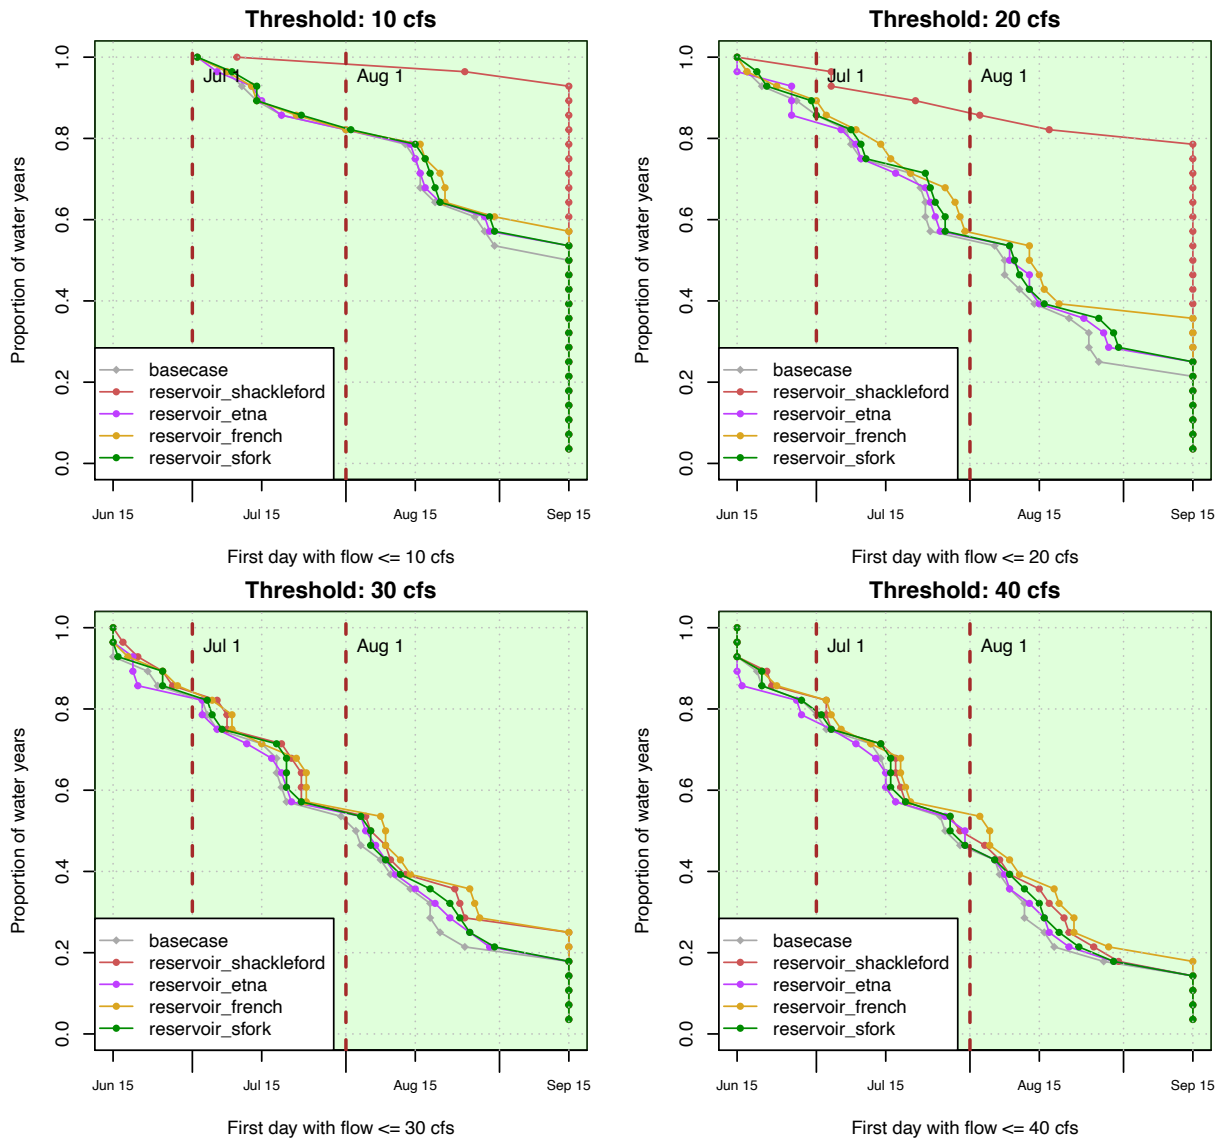 Threshold: 10 cfs
Proportion of water years
1.0
0.8
0.6
0.4
0.2
0.0
Jul 1
Aug 1
basecase
reservoir_shackleford
reservoir_etna
reservoir_french
reservoir_sfork
Jun 15
Jul 15
Aug 15
Sep 15
First day with flow <= 10 cfs
Threshold: 20 cfs
Proportion of water years
1.0
0.8
0.6
0.4
0.2
0.0
Jul 1
Aug 1
basecase
reservoir_shackleford
reservoir_etna
reservoir_french
reservoir_sfork
Jun 15
Jul 15
Aug 15
Sep 15
First day with flow <= 20 cfs
Threshold: 30 cfs
Proportion of water years
1.0
0.8
0.6
0.4
0.2
0.0
Jul 1
Aug 1
basecase
reservoir_shackleford
reservoir_etna
reservoir_french
reservoir_sfork
Jun 15
Jul 15
Aug 15
Sep 15
First day with flow <= 30 cfs
Threshold: 40 cfs
Proportion of water years
1.0
0.8
0.6
0.4
0.2
0.0
Jul 1
Aug 1
basecase
reservoir_shackleford
reservoir_etna
reservoir_french
reservoir_sfork
Jun 15
Jul 15
Aug 15
Sep 15
First day with flow <= 40 cfs